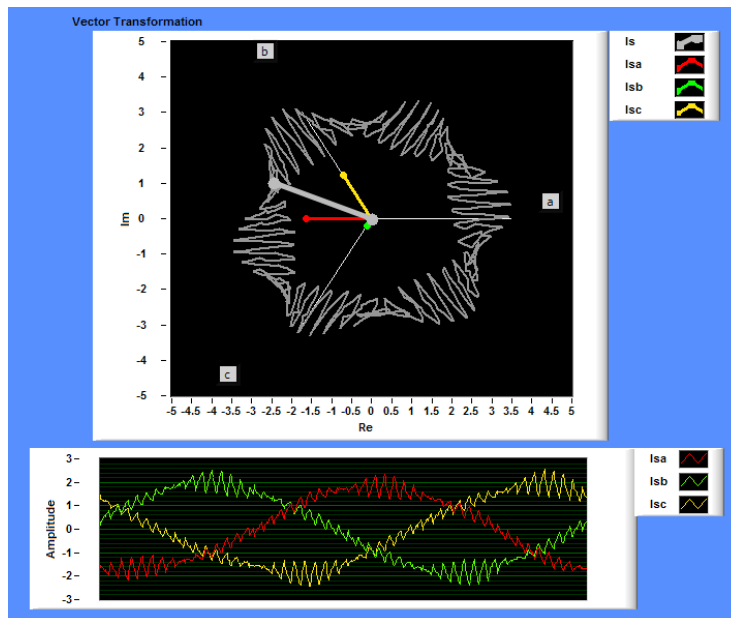 Vector Transformation
5
4
3
2
1
0
-1
-2
-3
-4
-5
Im
b
a
c
-5 -4.5 -4 -3.5 -3 -2.5 -2 -1.5 -1 -0.5 0 0.5 1 1.5 2 2.5 3 3.5 4 4.5 5
Re
Is
Isa
Isb
Isc
3
2
1
0
-1
-2
-3
Amplitude
Isa
Isb
Isc